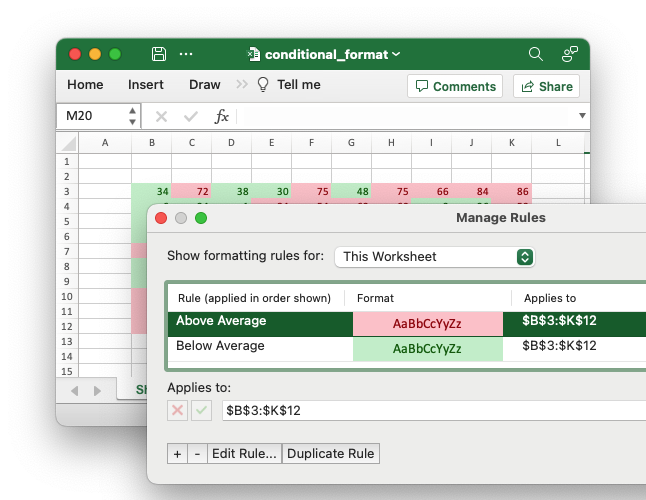 conditional_format
Home Insert Draw Tell me Comments Share
M20 fx
A B C D E F G H I J K L
1
2
3 34 72 38 30 75 48 75 66 84 86
4
5
6
7
8
9
10
11
12
13
14
15
Manage Rules
Show formatting rules for: This Worksheet
Rule (applied in order shown) Format Applies to
Above Average AaBbCcYyZz $B$3:$K$12
Below Average AaBbCcYyZz $B$3:$K$12
Applies to:
$B$3:$K$12
+ - Edit Rule... Duplicate Rule